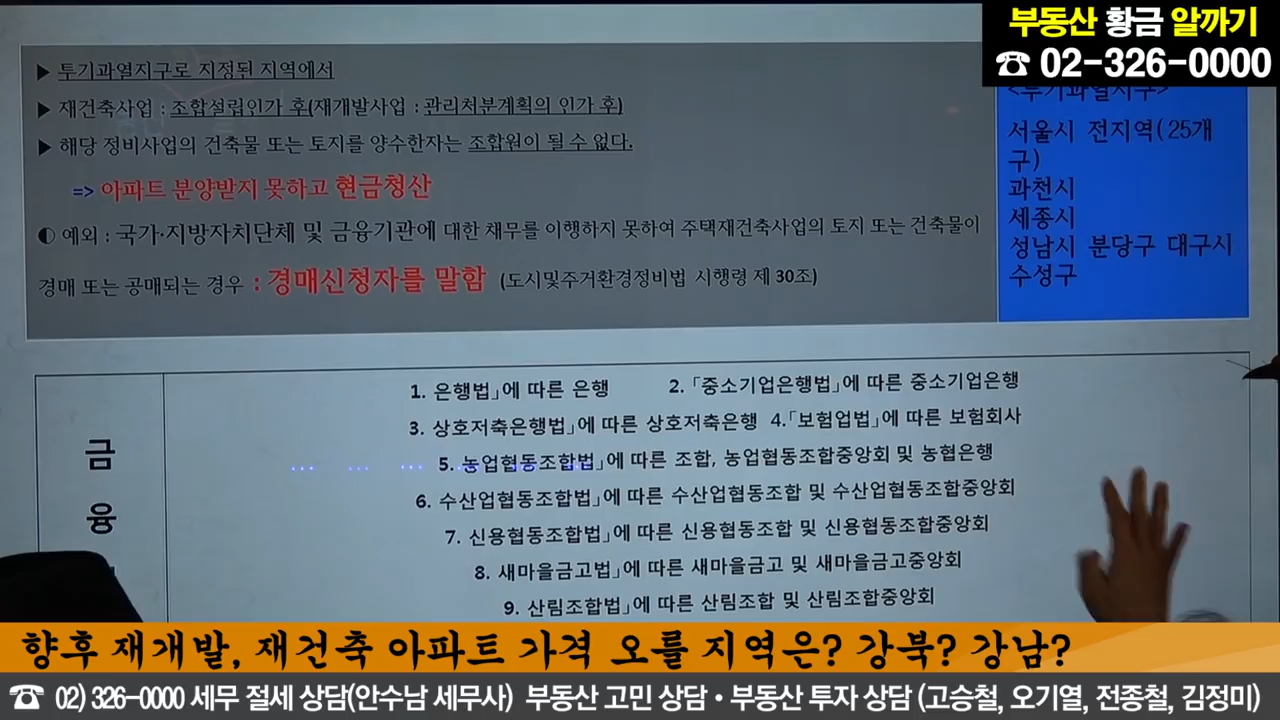 부동산 황금 알까기
☎ 02-326-0000
▶ 투기과열지구로 지정된 지역에서
▶ 재건축사업 : 조합설립인가 후(재개발사업 : 관리처분계획의 인가 후)
▶ 해당 정비사업의 건축물 또는 토지를 양수한자는 조합원이 될 수 없다.
=> 아파트 분양받지 못하고 현금청산
◐ 예외 : 국가·지방자치단체 및 금융기관에 대한 채무를 이행하지 못하여 주택재건축사업의 토지 또는 건축물이
경매 또는 공매되는 경우 : 경매신청자를 말함 (도시및주거환경정비법 시행령 제 30조)
<투기과열지구>
서울시 전지역(25개
구)
과천시
세종시
성남시 분당구 대구시
수성구
금
융
1. 은행법」에 따른 은행 2. 「중소기업은행법」에 따른 중소기업은행
3. 상호저축은행법」에 따른 상호저축은행 4.「보험업법」에 따른 보험회사
5. 농업협동조합법」에 따른 조합, 농업협동조합중앙회 및 농협은행
6. 수산업협동조합법」에 따른 수산업협동조합 및 수산업협동조합중앙회
7. 신용협동조합법」에 따른 신용협동조합 및 신용협동조합중앙회
8. 새마을금고법」에 따른 새마을금고 및 새마을금고중앙회
9. 산림조합법」에 따른 산림조합 및 산림조합중앙회
향후 재개발, 재건축 아파트 가격 오를 지역은? 강북? 강남?
☎ 02) 326-0000 세무 절세 상담(안수남 세무사) 부동산 고민 상담 • 부동산 투자 상담 (고승철, 오기열, 전종철, 김정미)